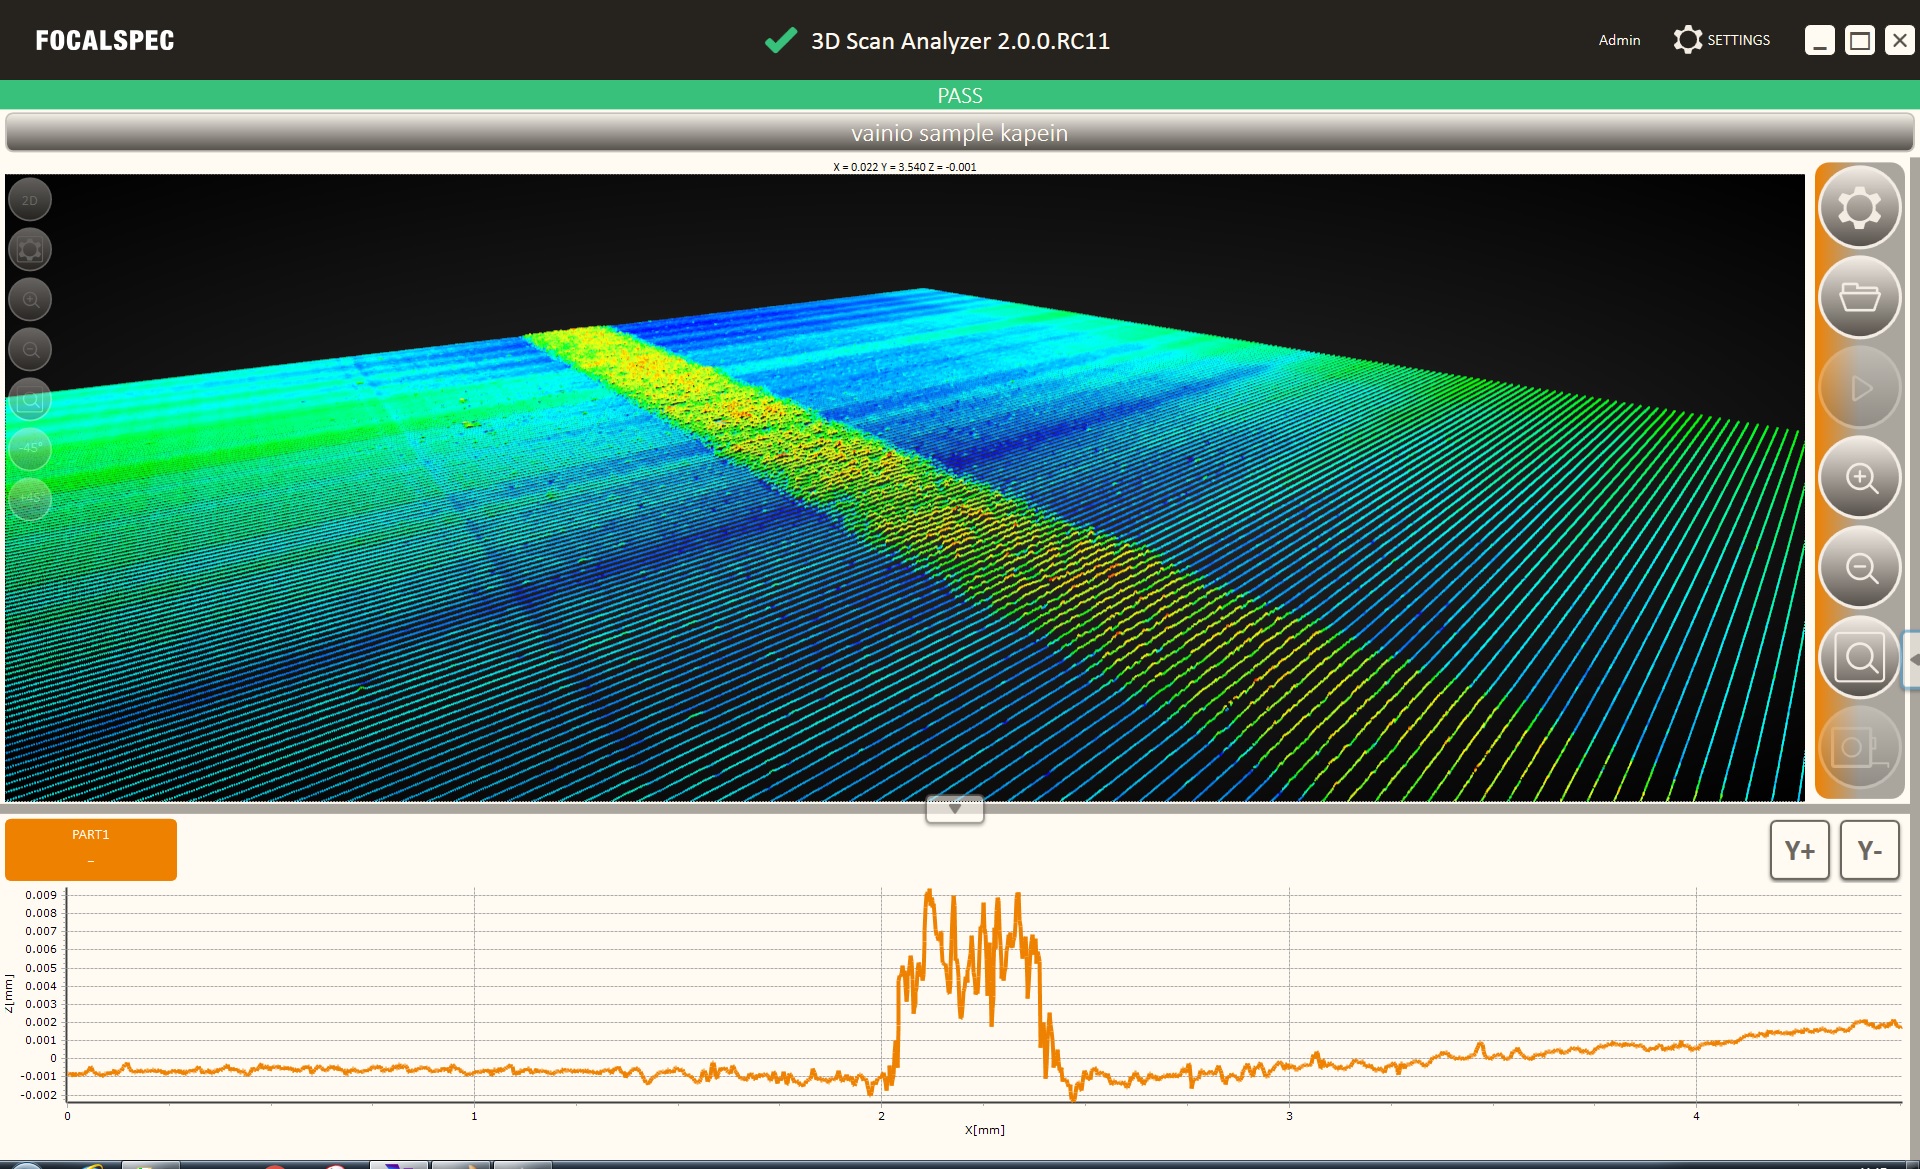 FOCALSPEC
3D Scan Analyzer 2.0.0.RC11
Admin
SETTINGS
PASS
vainio sample kapein
X = 0.022 Y = 3.540 Z = -0.001
2D
-45°
+45°
PART1
–
Y+
Y-
0.009
0.008
0.007
0.006
0.005
0.004
0.003
0.002
0.001
0
-0.001
-0.002
Z[mm]
0 1 2 3 4
X[mm]